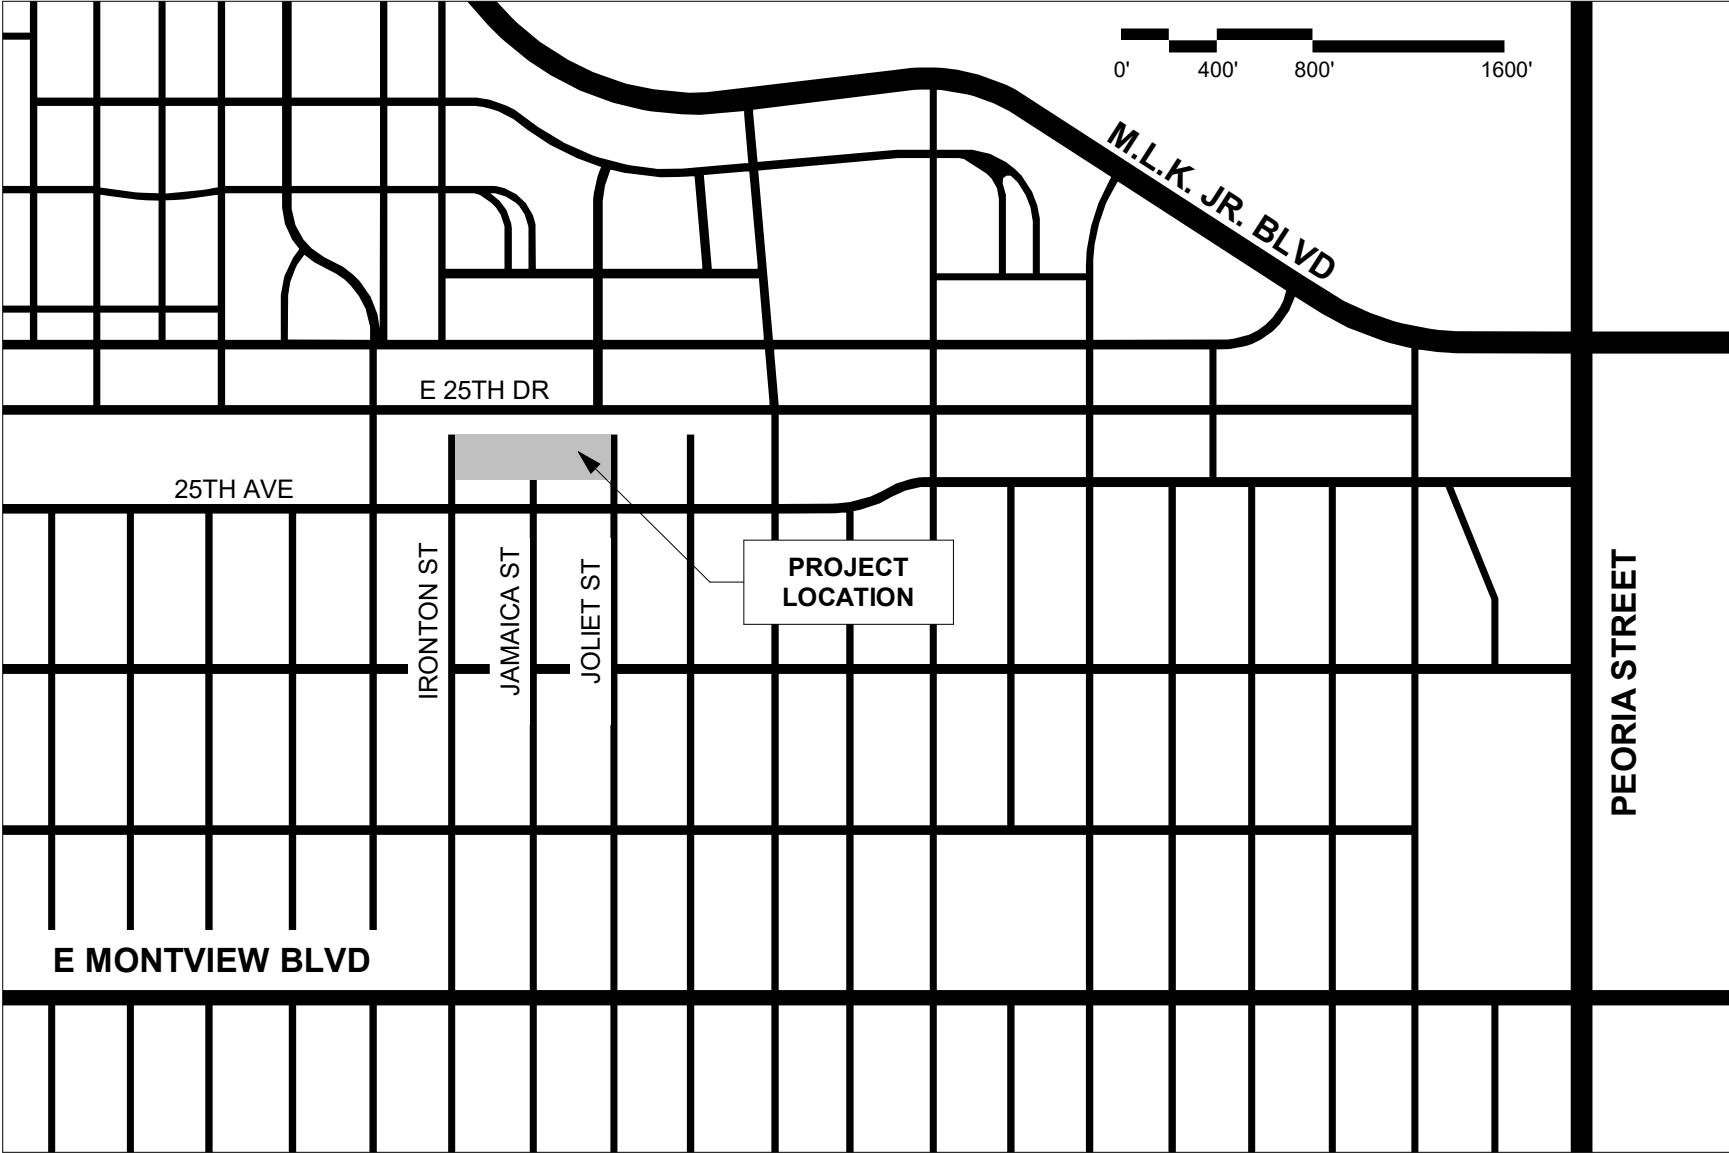 0' 400' 800' 1600'
M.L.K. JR. BLVD
E 25TH DR
25TH AVE
IRONTON ST
JAMAICA ST
JOLIET ST
PROJECT
LOCATION
PEORIA STREET
E MONTVIEW BLVD